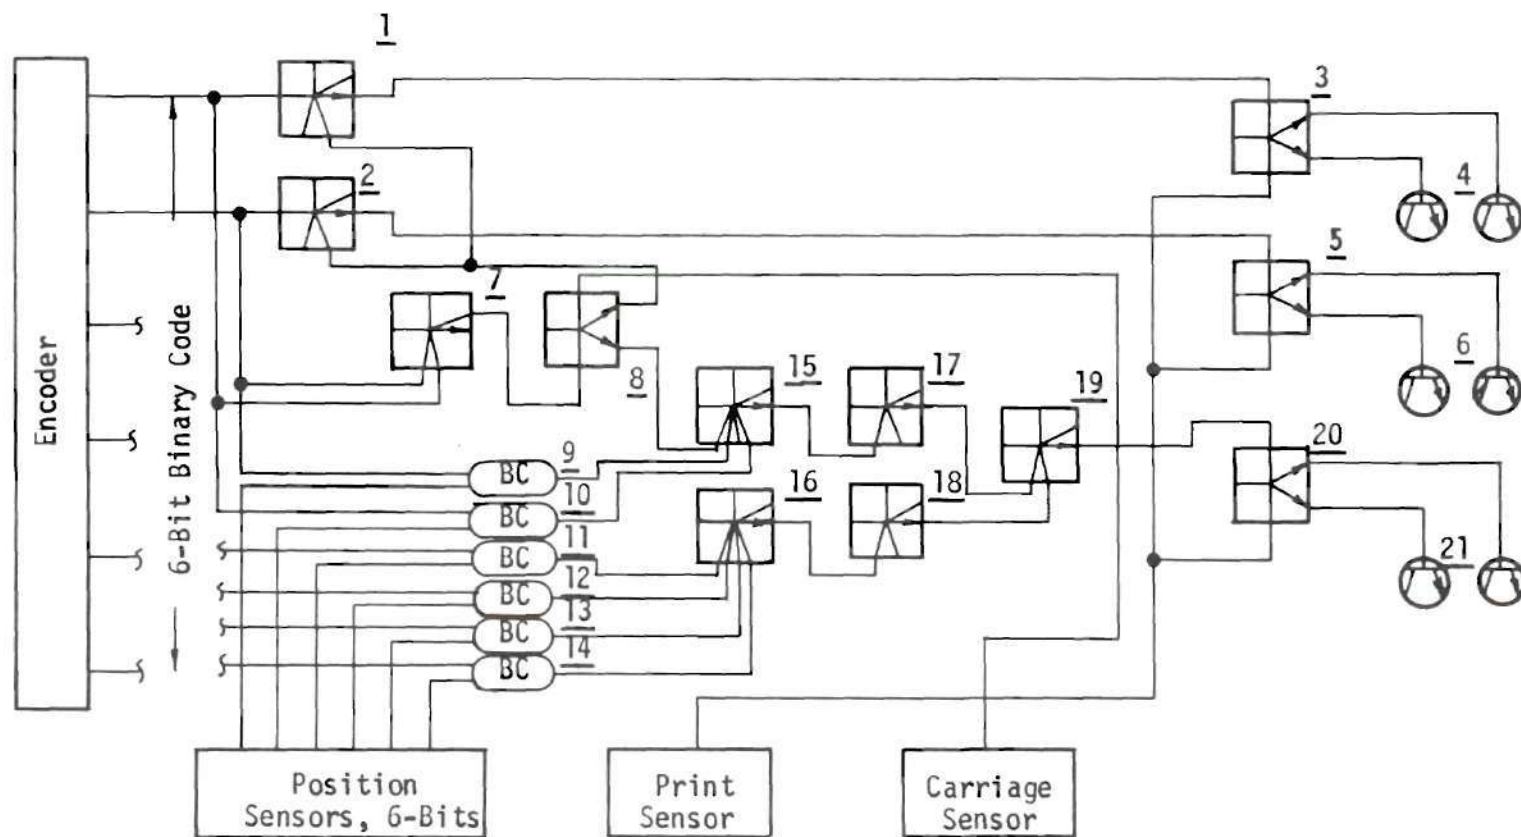 1
3
2
4
5
7
Encoder
6-Bit Binary Code
8
15
17
19
6
20
9
BC
10
BC
16
18
11
BC
12
BC
13
BC
14
BC
21
Position
Sensors, 6-Bits
Print
Sensor
Carriage
Sensor